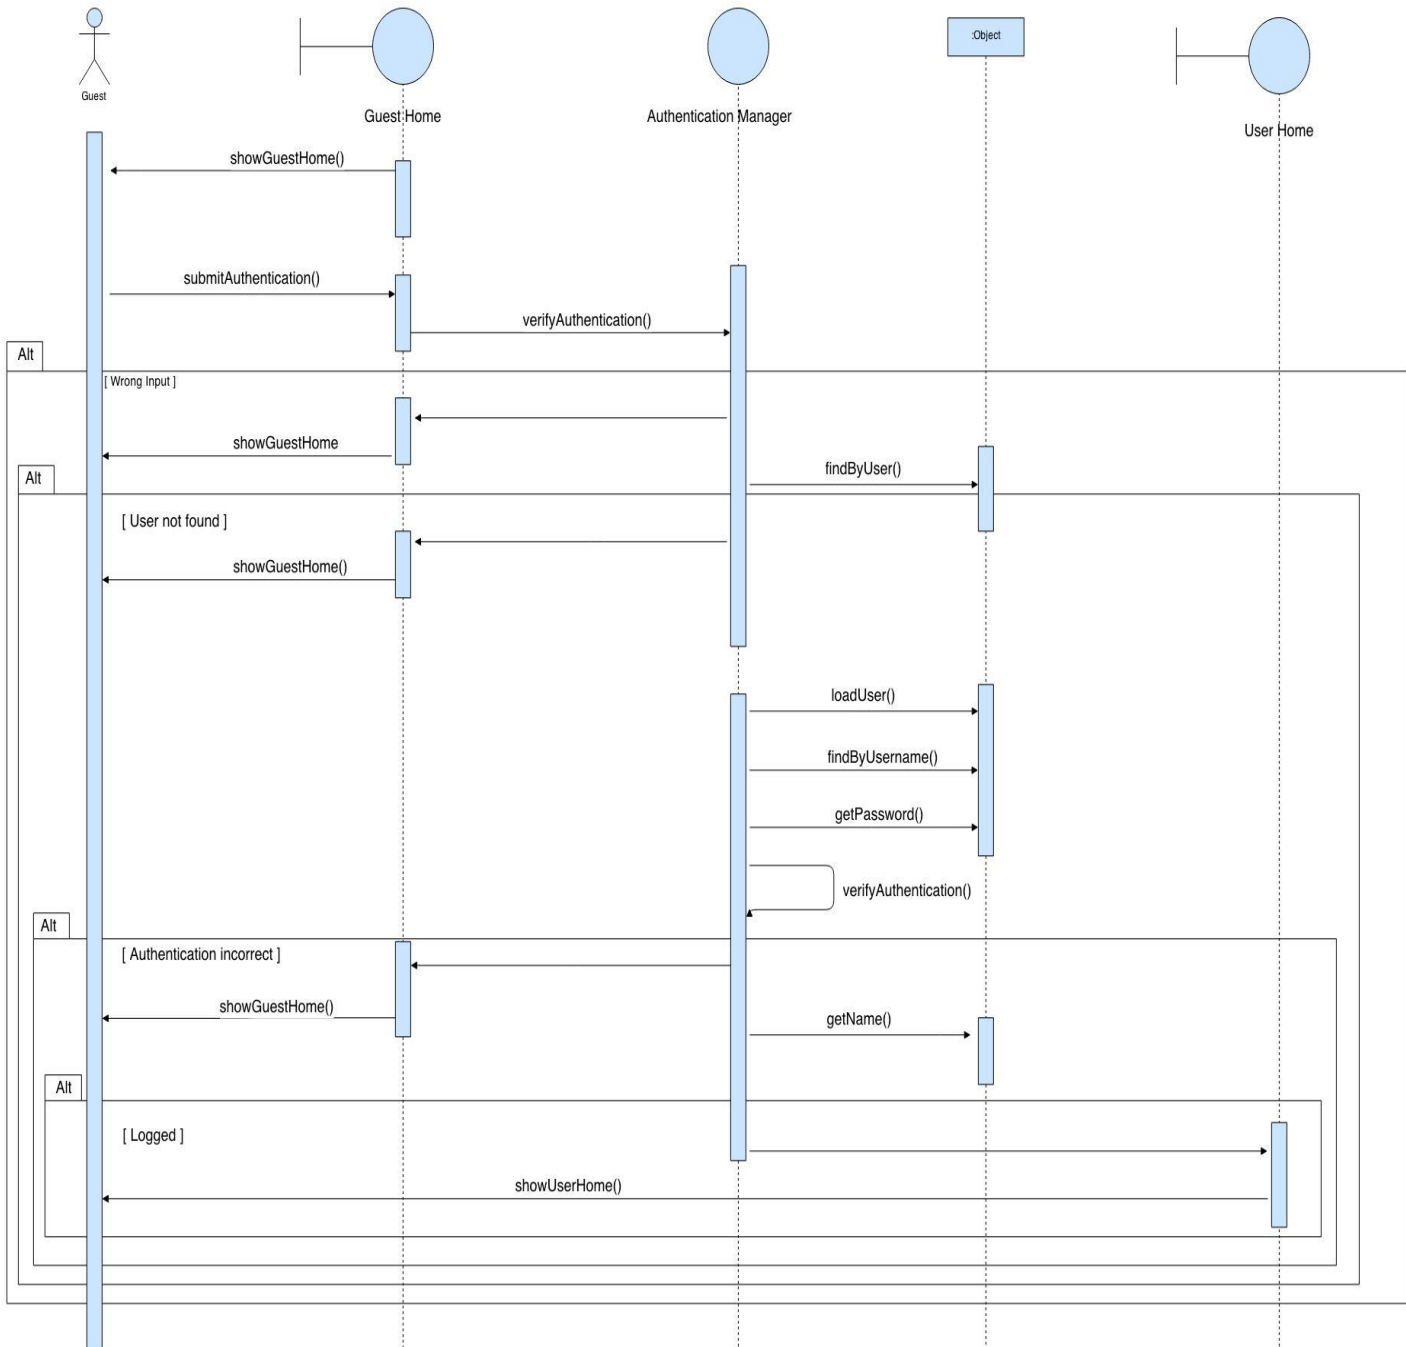 Guest
Guest Home
Authentication Manager
:Object
User Home
showGuestHome()
submitAuthentication()
verifyAuthentication()
Alt
[ Wrong Input ]
showGuestHome
Alt
findByUser()
[ User not found ]
showGuestHome()
loadUser()
findByUsername()
getPassword()
verifyAuthentication()
Alt
[ Authentication incorrect ]
showGuestHome()
getName()
Alt
[ Logged ]
showUserHome()